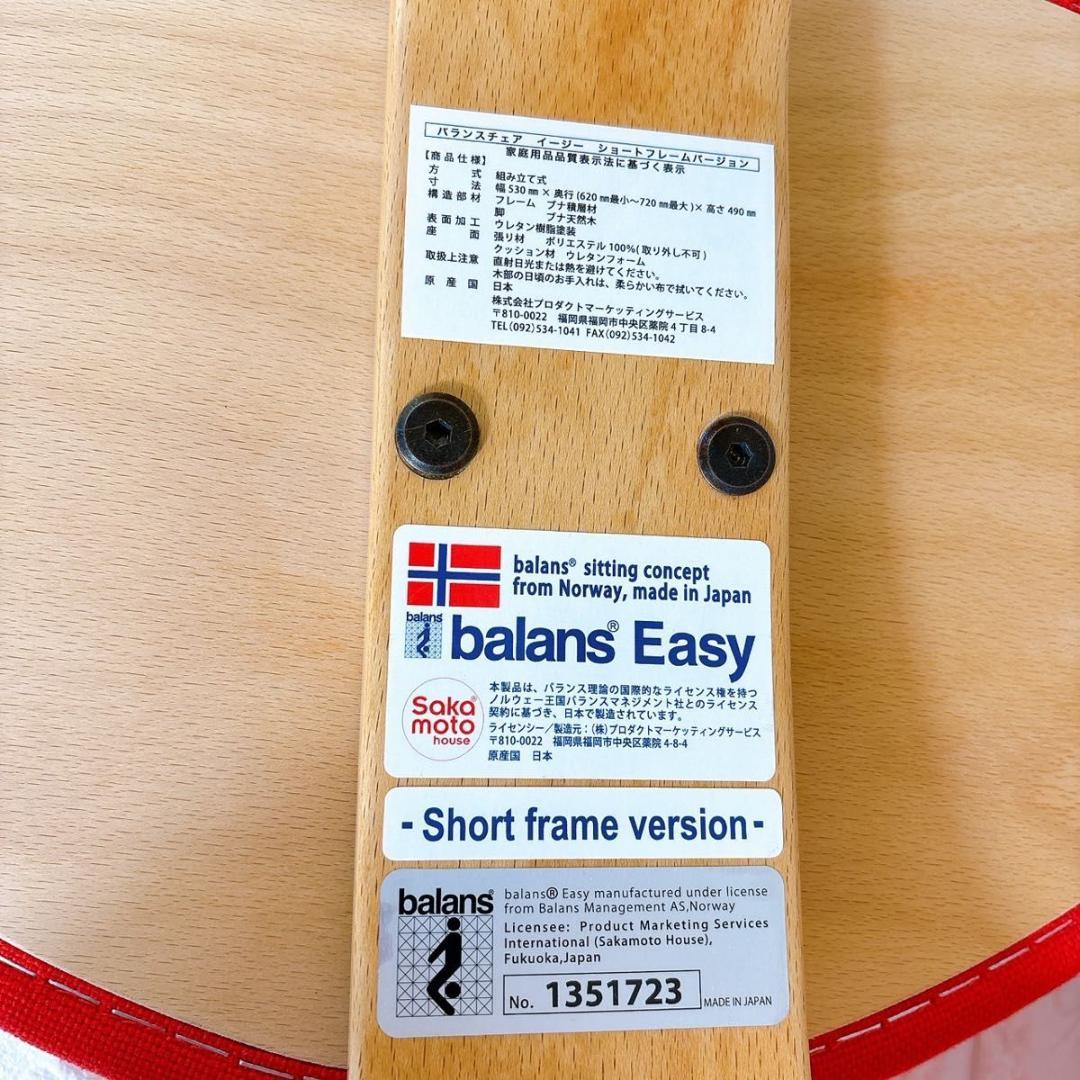 バランスチェア　イージー　ショートフレームバージョン
家庭用品品質表示法に基づく表示
【商品仕様】
方　式　組み立て式
寸　法　幅 530 ㎜ × 奥行 (620 ㎜最小～720 ㎜最大 )× 高さ 490 ㎜
構造部材　フレーム　ブナ積層材
脚　ブナ天然木
表面加工　ウレタン樹脂塗装
座　面　張り材　ポリエステル 100%( 取り外し不可 )
クッション材　ウレタンフォーム
取扱上注意　直射日光または熱を避けてください。
木部の日頃のお手入れは、柔らかい布で拭いてください。
原産国　日本
株式会社プロダクトマーケッティングサービス
〒810-0022　福岡県福岡市中央区薬院 4 丁目 8-4
TEL(092)534-1041 FAX(092)534-1042
balans® sitting concept
from Norway, made in Japan
balans
balans® Easy
Saka®
moto
house
本製品は、バランス理論の国際的なライセンス権を持つ
ノルウェー王国バランスマネジメント社とのライセンス
契約に基づき、日本で製造されています。
ライセンシー／製造元：（株）プロダクトマーケッティングサービス
〒810-0022　福岡県福岡市中央区薬院 4-8-4
原産国　日本
- Short frame version -
balans®
balans® Easy manufactured under license
from Balans Management AS,Norway
Licensee: Product Marketing Services
International (Sakamoto House),
Fukuoka,Japan
No. 1351723 MADE IN JAPAN